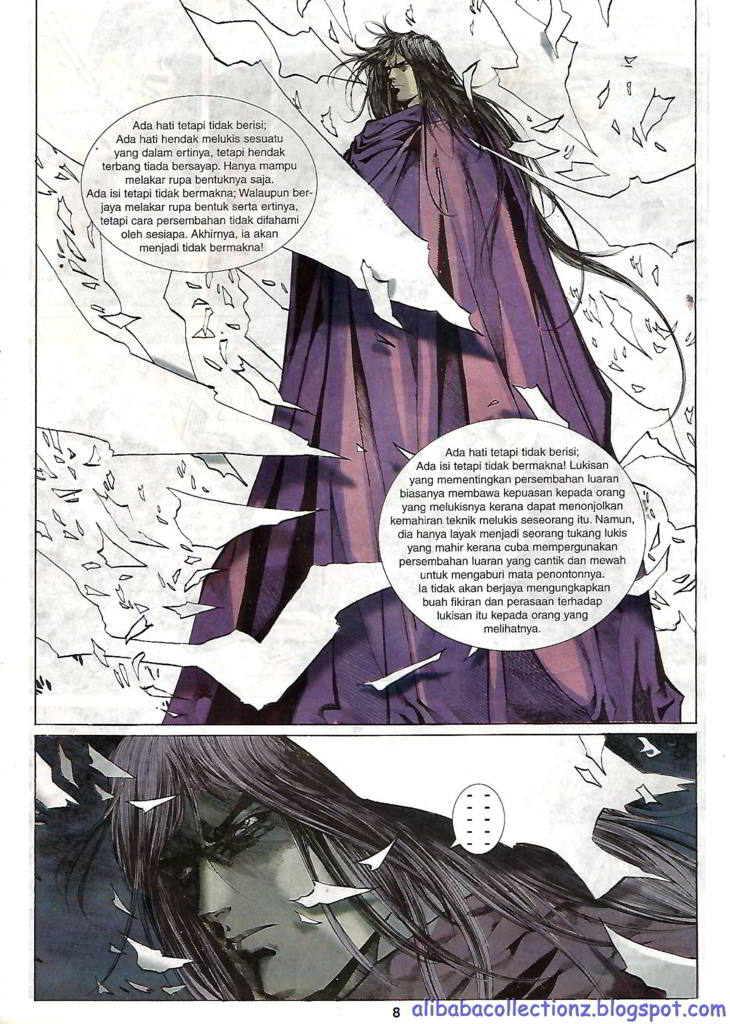 Ada hati tetapi tidak berisi;
Ada hati hendak melukis sesuatu
yang dalam ertinya, tetapi hendak
terbang tiada bersayap. Hanya mampu
melakar rupa bentuknya saja.
Ada isi tetapi tidak bermakna; Walaupun ber-
jaya melakar rupa bentuk serta ertinya,
tetapi cara persembahan tidak difahami
oleh sesiapa. Akhirnya, ia akan
menjadi tidak bermakna!
Ada hati tetapi tidak berisi;
Ada isi tetapi tidak bermakna! Lukisan
yang mementingkan persembahan luaran
biasanya membawa kepuasan kepada orang
yang melukisnya kerana dapat menonjolkan
kemahiran teknik melukis seseorang itu. Namun,
dia hanya layak menjadi seorang tukang lukis
yang mahir kerana cuba mempergunakan
persembahan luaran yang cantik dan mewah
untuk mengaburi mata penontonnya.
Ia tidak akan berjaya mengungkapkan
buah fikiran dan perasaan terhadap
lukisan itu kepada orang yang
melihatnya.
8
alibabacollectionz.blogspot.com